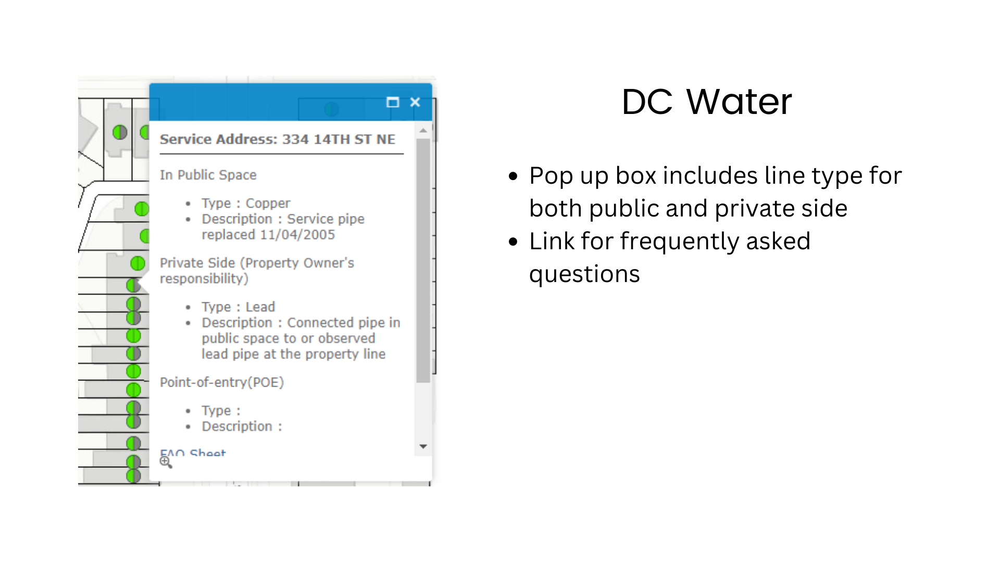 Service Address: 334 14TH ST NE
In Public Space
• Type : Copper
• Description : Service pipe
replaced 11/04/2005
Private Side (Property Owner's
responsibility)
• Type : Lead
• Description : Connected pipe in
public space to or observed
lead pipe at the property line
Point-of-entry(POE)
• Type :
• Description :
FAQ Sheet
DC Water
• Pop up box includes line type for
both public and private side
• Link for frequently asked
questions